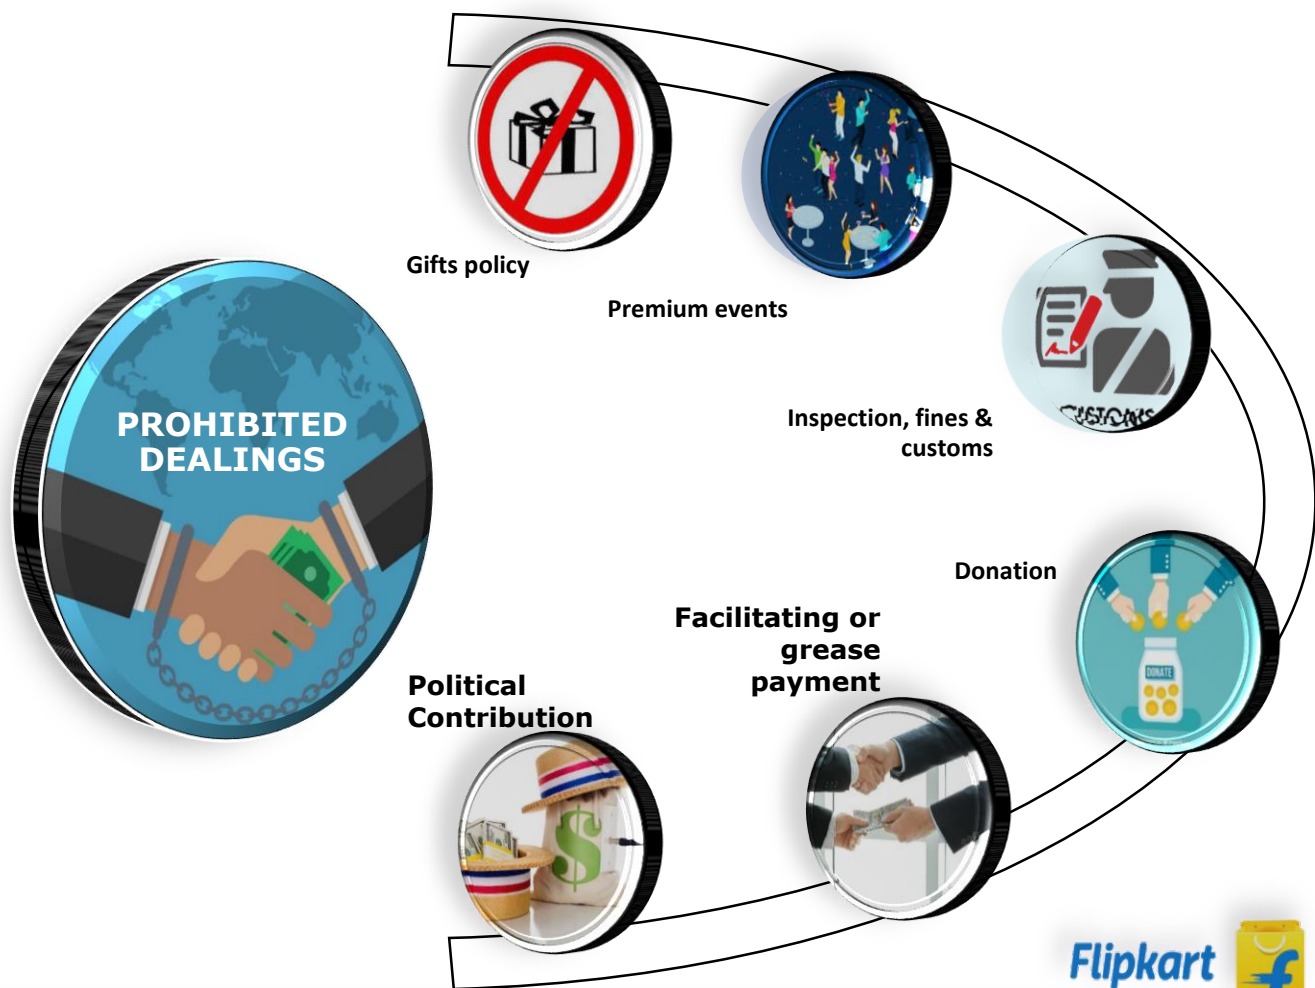 Gifts policy
Premium events
Inspection, fines &
customs
PROHIBITED
DEALINGS
Donation
DONATE
Facilitating or
grease
payment
Political
Contribution
$
Flipkart
f